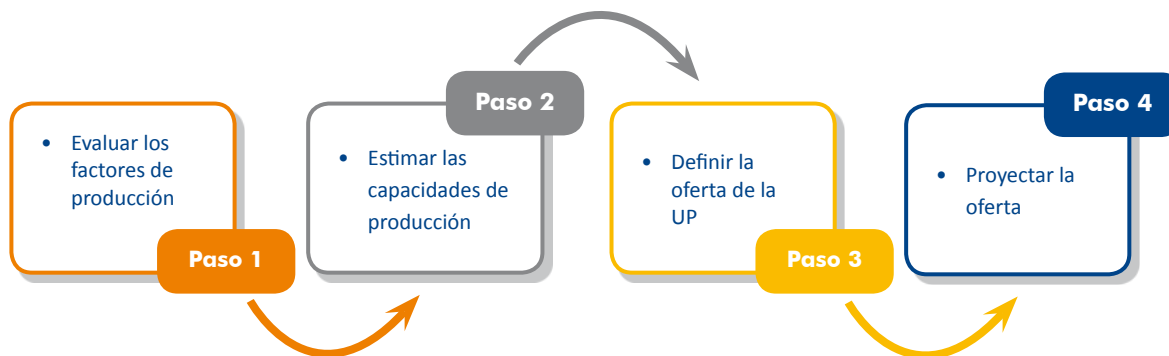 Paso 1
• Evaluar los
factores de
producción
Paso 2
• Estimar las
capacidades de
producción
Paso 3
• Definir la
oferta de la
UP
Paso 4
• Proyectar la
oferta